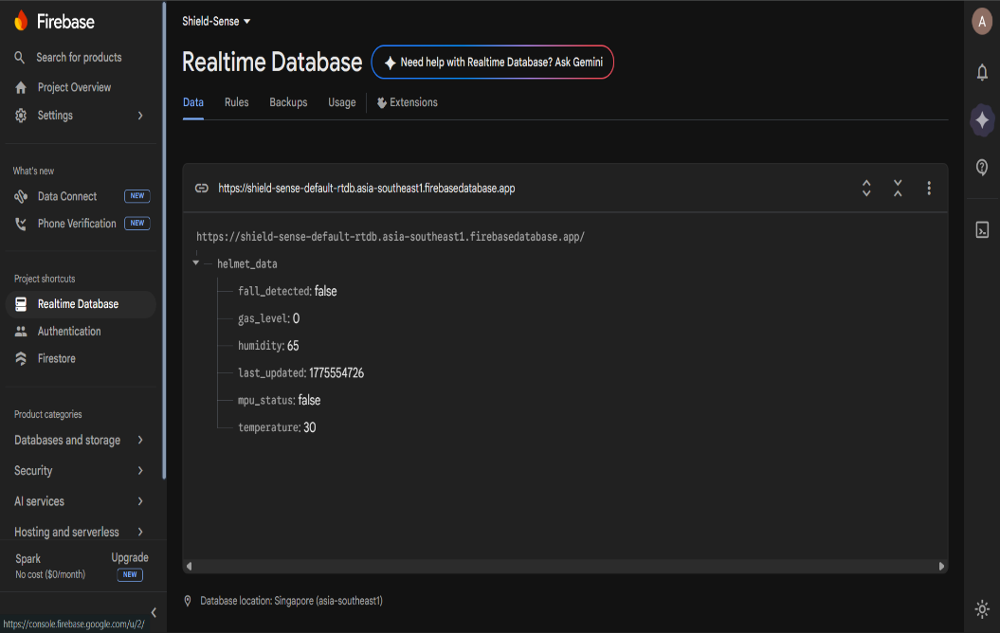 Firebase
Search for products
Project Overview
Settings
What's new
Data Connect NEW
Phone Verification NEW
Project shortcuts
Realtime Database
Authentication
Firestore
Product categories
Databases and storage
Security
AI services
Hosting and serverless
Spark
No cost ($0/month)
Upgrade
NEW
https://console.firebase.google.com/u/2/
Shield-Sense
Realtime Database
Need help with Realtime Database? Ask Gemini
Data Rules Backups Usage Extensions
https://shield-sense-default-rtdb.asia-southeast1.firebasedatabase.app
https://shield-sense-default-rtdb.asia-southeast1.firebasedatabase.app/
helmet_data
fall_detected: false
gas_level: 0
humidity: 65
last_updated: 1775554726
mpu_status: false
temperature: 30
Database location: Singapore (asia-southeast1)
A